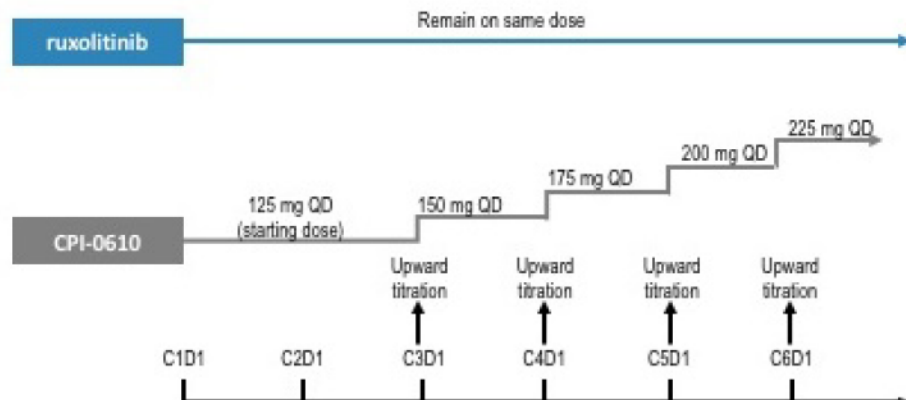 Remain on same dose
ruxolitinib
225 mg QD
200 mg QD
175 mg QD
125 mg QD
(starting dose)
150 mg QD
CPI-0610
Upward
titration
Upward
titration
Upward
titration
Upward
titration
C1D1
C2D1
C3D1
C4D1
C5D1
C6D1